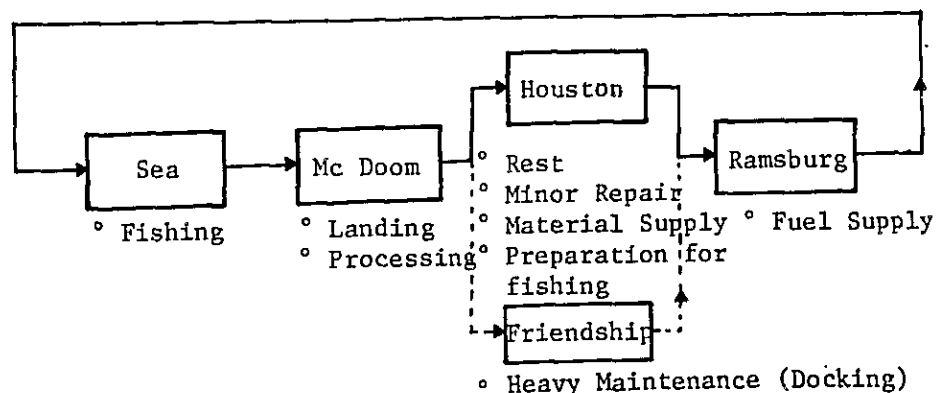 Houston
Sea
Mc Doom
Ramsburg
° Fishing
° Landing
° Processing
° Rest
° Minor Repair
° Material Supply
° Preparation for
fishing
° Fuel Supply
Friendship
° Heavy Maintenance (Docking)